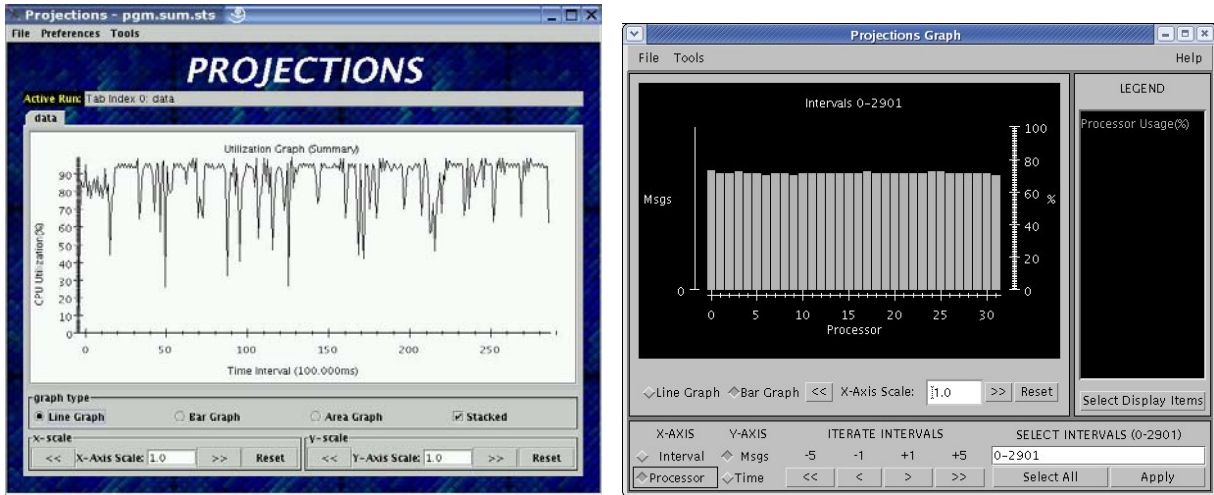 Projections - pgm.sum.sts
File Preferences Tools
PROJECTIONS
Active Run: Tab Index 0: data
data
Utilization Graph (Summary)
CPU Utilization(%)
90
80
70
60
50
40
30
20
10
0
0 50 100 150 200 250
Time Interval (100.000ms)
graph type
Line Graph Bar Graph Area Graph Stacked
x-scale y-scale
<< X-Axis Scale: 1.0 >> Reset << Y-Axis Scale: 1.0 >> Reset
Projections Graph
File Tools Help
Intervals 0-2901
Msgs
0
100
80
60
40
20
0
%
0 5 10 15 20 25 30
Processor
LEGEND
Processor Usage(%)
Line Graph Bar Graph << X-Axis Scale: 1.0 >> Reset
Select Display Items
X-AXIS Y-AXIS ITERATE INTERVALS SELECT INTERVALS (0-2901)
Interval Msgs -5 -1 +1 +5 0-2901
Processor Time << < > >> Select All Apply